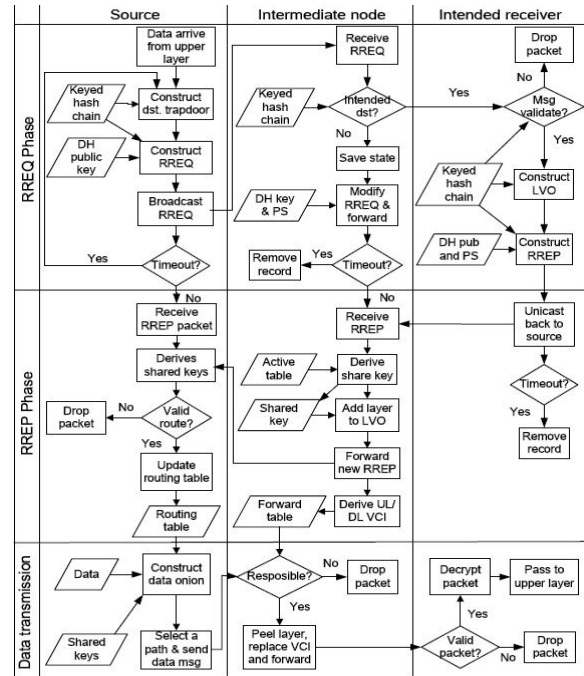 Source
Intermediate node
Intended receiver
RREQ Phase
Data arrive
from upper
layer
Keyed
hash
chain
Construct
dst. trapdoor
DH
public
key
Construct
RREQ
Broadcast
RREQ
Yes
Timeout?
No
Receive
RREQ
Keyed
hash
chain
Intended
dst?
Yes
No
Save state
DH key
& PS
Modify
RREQ &
forward
Remove
record
Yes
Timeout?
No
Drop
packet
No
Msg
validate?
Yes
Keyed
hash
chain
Construct
LVO
DH pub
and PS
Construct
RREP
RREP Phase
Receive
RREP packet
Derives
shared keys
Drop
packet
No
Valid
route?
Yes
Update
routing table
Routing
table
Receive
RREP
Active
table
Derive
share key
Shared
key
Add layer
to LVO
Forward
new RREP
Forward
table
Derive UL/
DL VCI
Unicast
back to
source
Timeout?
Yes
Remove
record
Data transmission
Data
Construct
data onion
Shared
keys
Select a
path & send
data msg
Resposible?
No
Drop
packet
Yes
Peel layer,
replace VCI
and forward
Decrypt
packet
Pass to
upper layer
Yes
Valid
packet?
No
Drop
packet